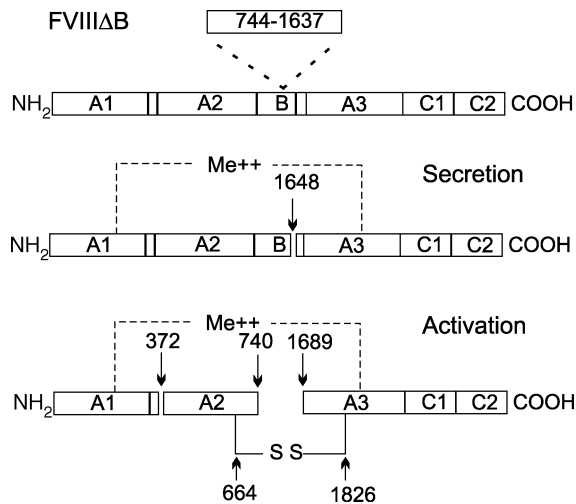 FVIIIΔB
744-1637
NH2 A1 A2 B A3 C1 C2 COOH
Me++
1648
Secretion
NH2 A1 A2 B A3 C1 C2 COOH
Me++
Activation
372 740 1689
NH2 A1 A2 A3 C1 C2 COOH
S S
664 1826